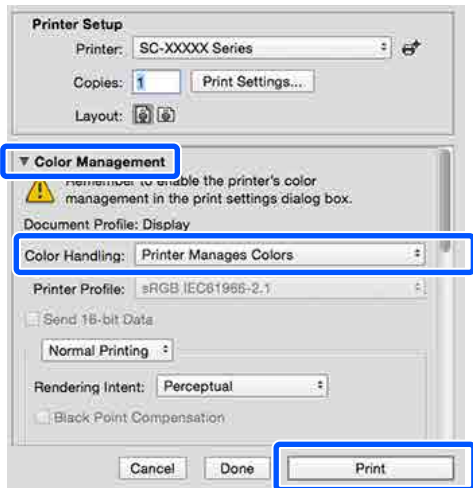 Printer Setup
Printer: SC-XXXXX Series
Copies: 1 Print Settings...
Layout:
▼ Color Management
Remember to enable the printer's color
management in the print settings dialog box.
Document Profile: Display
Color Handling: Printer Manages Colors
Printer Profile: sRGB IEC61966-2.1
Send 16-bit Data
Normal Printing
Rendering Intent: Perceptual
Black Point Compensation
Cancel Done Print